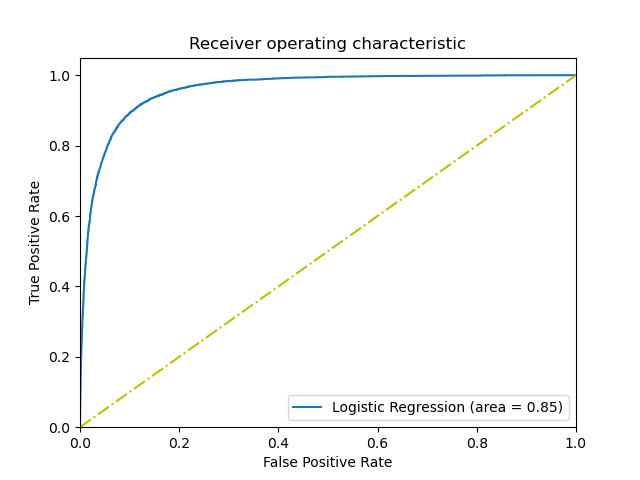 Receiver operating characteristic
1.0
0.8
0.6
0.4
0.2
0.0
True Positive Rate
Logistic Regression (area = 0.85)
0.0 0.2 0.4 0.6 0.8 1.0
False Positive Rate